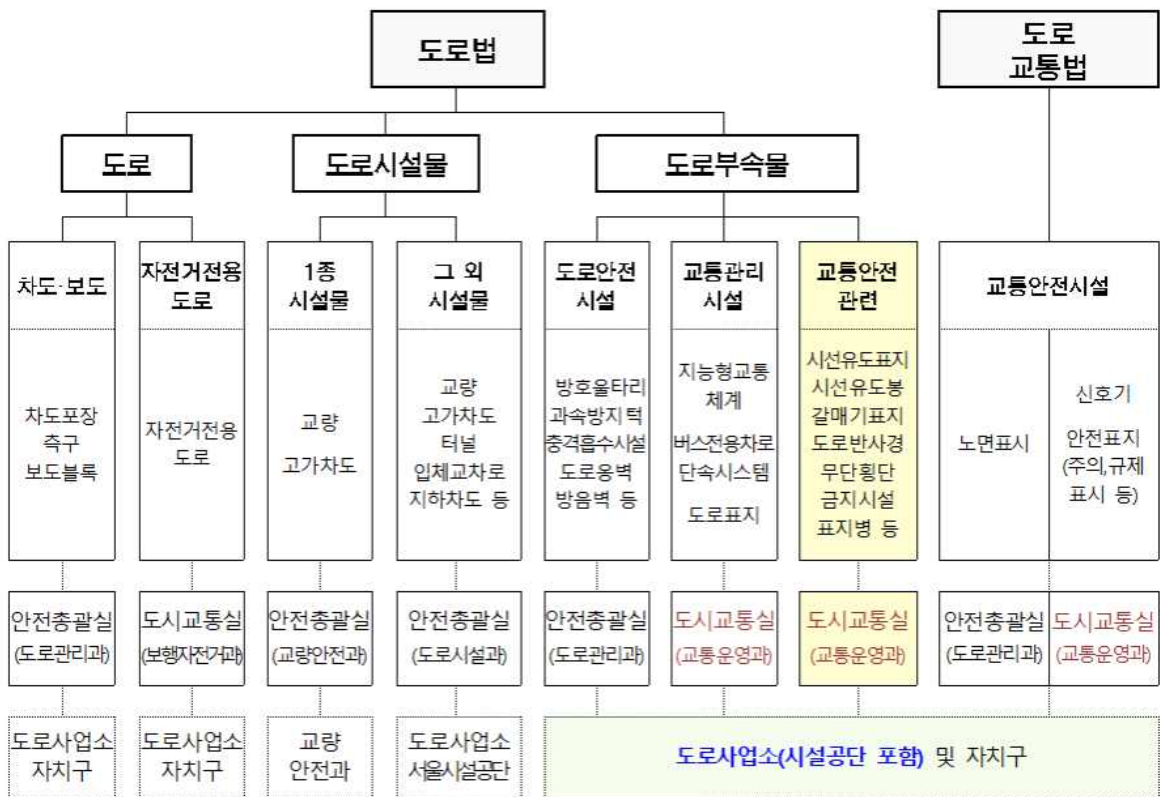 도로법
도로
교통법
도로
도로시설물
도로부속물
차도·보도
자전거전용
도로
1종
시설물
그 외
시설물
도로안전
시설
교통관리
시설
교통안전
관련
교통안전시설
차도포장
측구
보도블록
자전거전용
도로
교량
고가차도
교량
고가차도
터널
입체교차로
지하차도 등
방호울타리
과속방지턱
충격흡수시설
도로옹벽
방음벽 등
지능형교통
체계
버스전용차로
단속시스템
도로표지
시선유도표지
시선유도봉
갈매기표지
도로반사경
무단횡단
금지시설
표지병 등
노면표시
신호기
안전표지
(주의,규제
표시 등)
안전총괄실
(도로관리과)
도시교통실
(보행자전거과)
안전총괄실
(교량안전과)
안전총괄실
(도로시설과)
안전총괄실
(도로관리과)
도시교통실
(교통운영과)
도시교통실
(교통운영과)
안전총괄실
(도로관리과)
도시교통실
(교통운영과)
도로사업소
자치구
도로사업소
자치구
교량
안전과
도로사업소
서울시설공단
도로사업소(시설공단 포함) 및 자치구